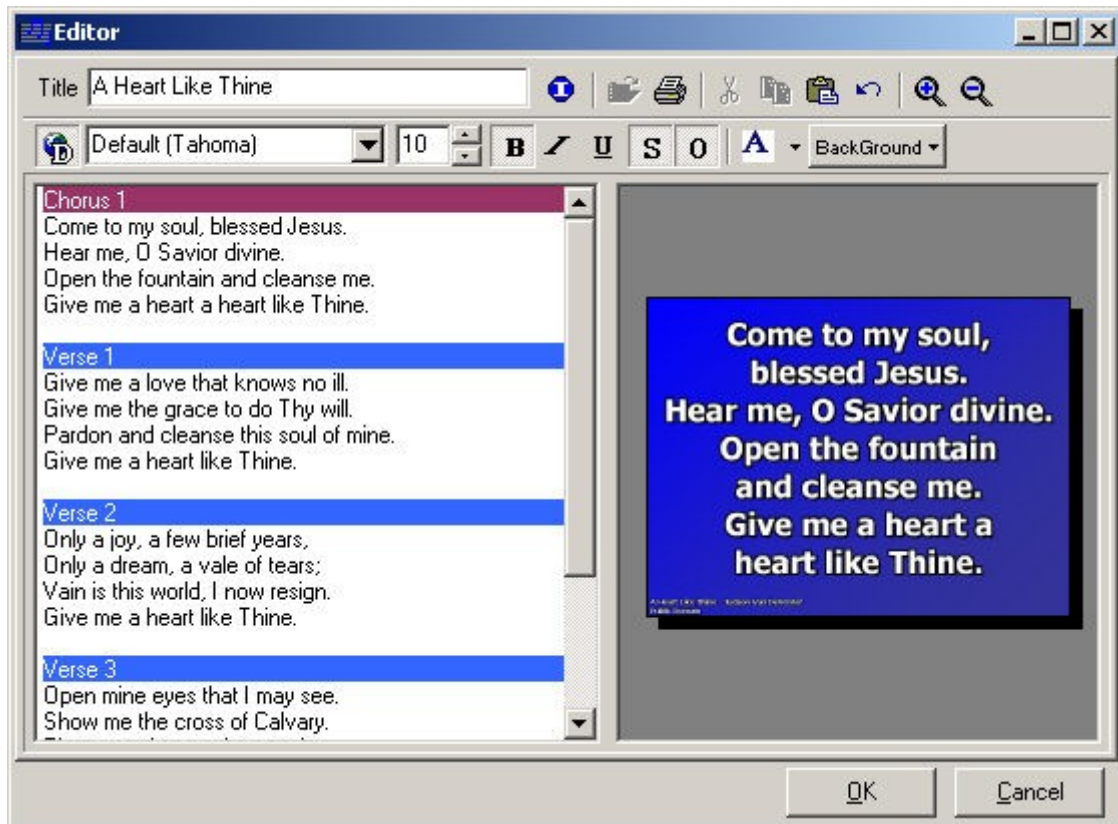 Editor
Title A Heart Like Thine
Default (Tahoma) 10 B I U S O A BackGround
Chorus 1
Come to my soul, blessed Jesus.
Hear me, O Savior divine.
Open the fountain and cleanse me.
Give me a heart a heart like Thine.
Verse 1
Give me a love that knows no ill.
Give me the grace to do Thy will.
Pardon and cleanse this soul of mine.
Give me a heart like Thine.
Verse 2
Only a joy, a few brief years,
Only a dream, a vale of tears;
Vain is this world, I now resign.
Give me a heart like Thine.
Verse 3
Open mine eyes that I may see.
Show me the cross of Calvary.
Come to my soul,
blessed Jesus.
Hear me, O Savior divine.
Open the fountain
and cleanse me.
Give me a heart a
heart like Thine.
A Heart Like Thine
Public Domain
OK Cancel